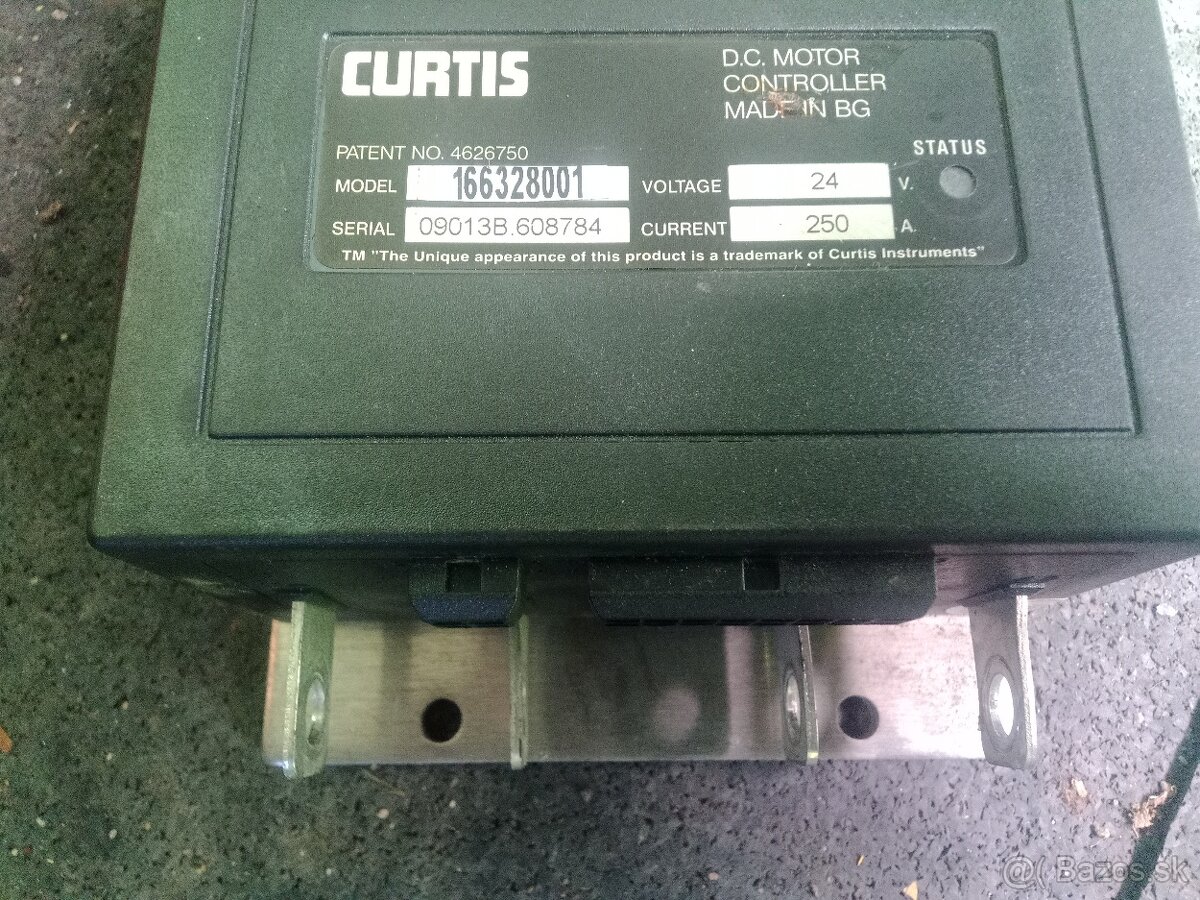 CURTIS
D.C. MOTOR
CONTROLLER
MADE IN BG
PATENT NO. 4626750
STATUS
MODEL 166328001 VOLTAGE 24 V.
SERIAL 09013B.608784 CURRENT 250 A.
TM "The Unique appearance of this product is a trademark of Curtis Instruments"
@( Bazos.sk